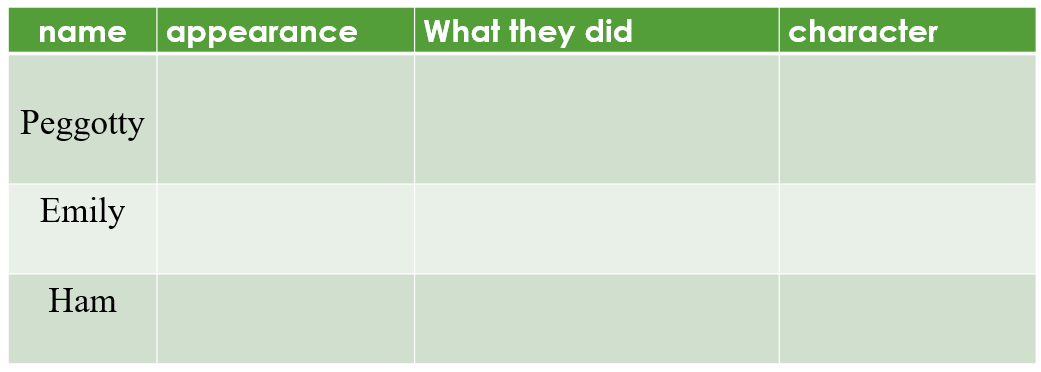 name appearance What they did character
Peggotty
Emily
Ham